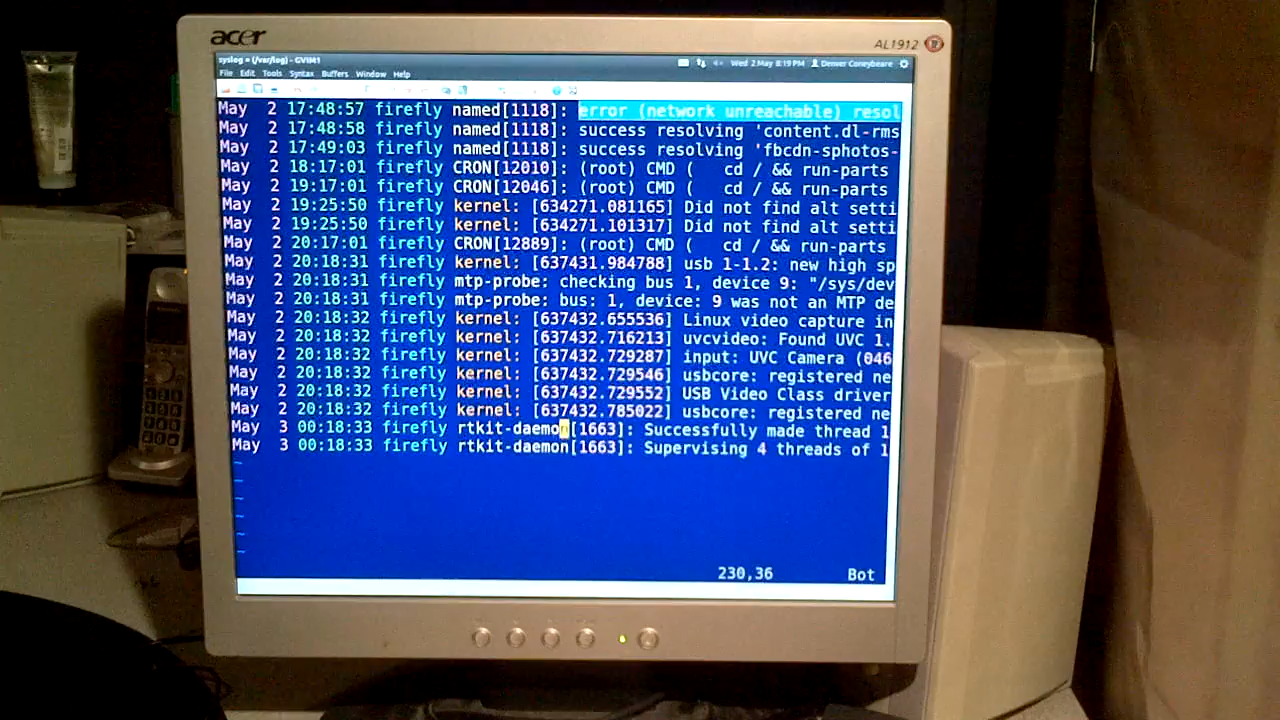 acer
AL1912
syslog = (/var/log) - GVIM1
Wed 2 May 8:19 PM Denver Coneybeare
File Edit Tools Syntax Buffers Window Help
May 2 17:48:57 firefly named[1118]: error (network unreachable) resol
May 2 17:48:58 firefly named[1118]: success resolving 'content.dl-rms
May 2 17:49:03 firefly named[1118]: success resolving 'fbcdn-sphotos-
May 2 18:17:01 firefly CRON[12010]: (root) CMD ( cd / && run-parts
May 2 19:17:01 firefly CRON[12046]: (root) CMD ( cd / && run-parts
May 2 19:25:50 firefly kernel: [634271.081165] Did not find alt setti
May 2 19:25:50 firefly kernel: [634271.101317] Did not find alt setti
May 2 20:17:01 firefly CRON[12889]: (root) CMD ( cd / && run-parts
May 2 20:18:31 firefly kernel: [637431.984788] usb 1-1.2: new high sp
May 2 20:18:31 firefly mtp-probe: checking bus 1, device 9: "/sys/dev
May 2 20:18:31 firefly mtp-probe: bus: 1, device: 9 was not an MTP de
May 2 20:18:32 firefly kernel: [637432.655536] Linux video capture in
May 2 20:18:32 firefly kernel: [637432.716213] uvcvideo: Found UVC 1.
May 2 20:18:32 firefly kernel: [637432.729287] input: UVC Camera (046
May 2 20:18:32 firefly kernel: [637432.729546] usbcore: registered ne
May 2 20:18:32 firefly kernel: [637432.729552] USB Video Class driver
May 2 20:18:32 firefly kernel: [637432.785022] usbcore: registered ne
May 3 00:18:33 firefly rtkit-daemon[1663]: Successfully made thread 1
May 3 00:18:33 firefly rtkit-daemon[1663]: Supervising 4 threads of 1
~
~
~
~
~
230,36 Bot